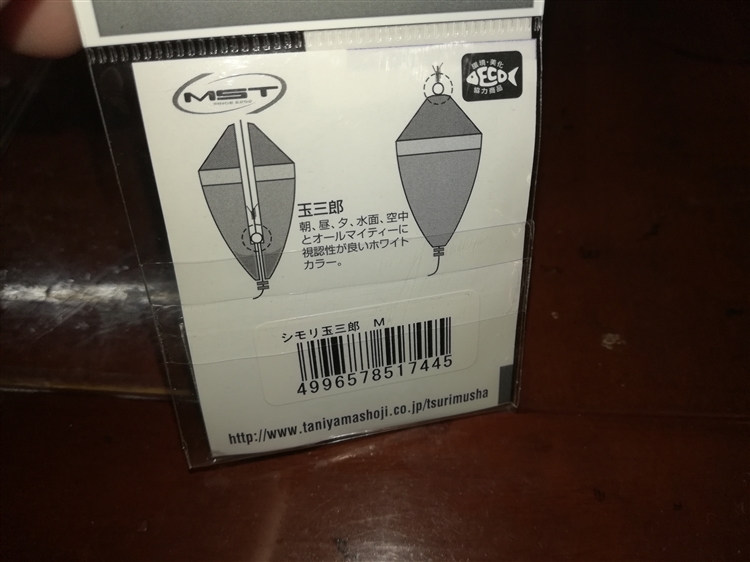 MST
環境・美化
ECO
協力商品
玉三郎
朝、昼、夕、水面、空中
とオールマイティーに
視認性が良いホワイト
カラー。
シモリ玉三郎 M
4996578517445
http://www.taniyamashoji.co.jp/tsurimusha